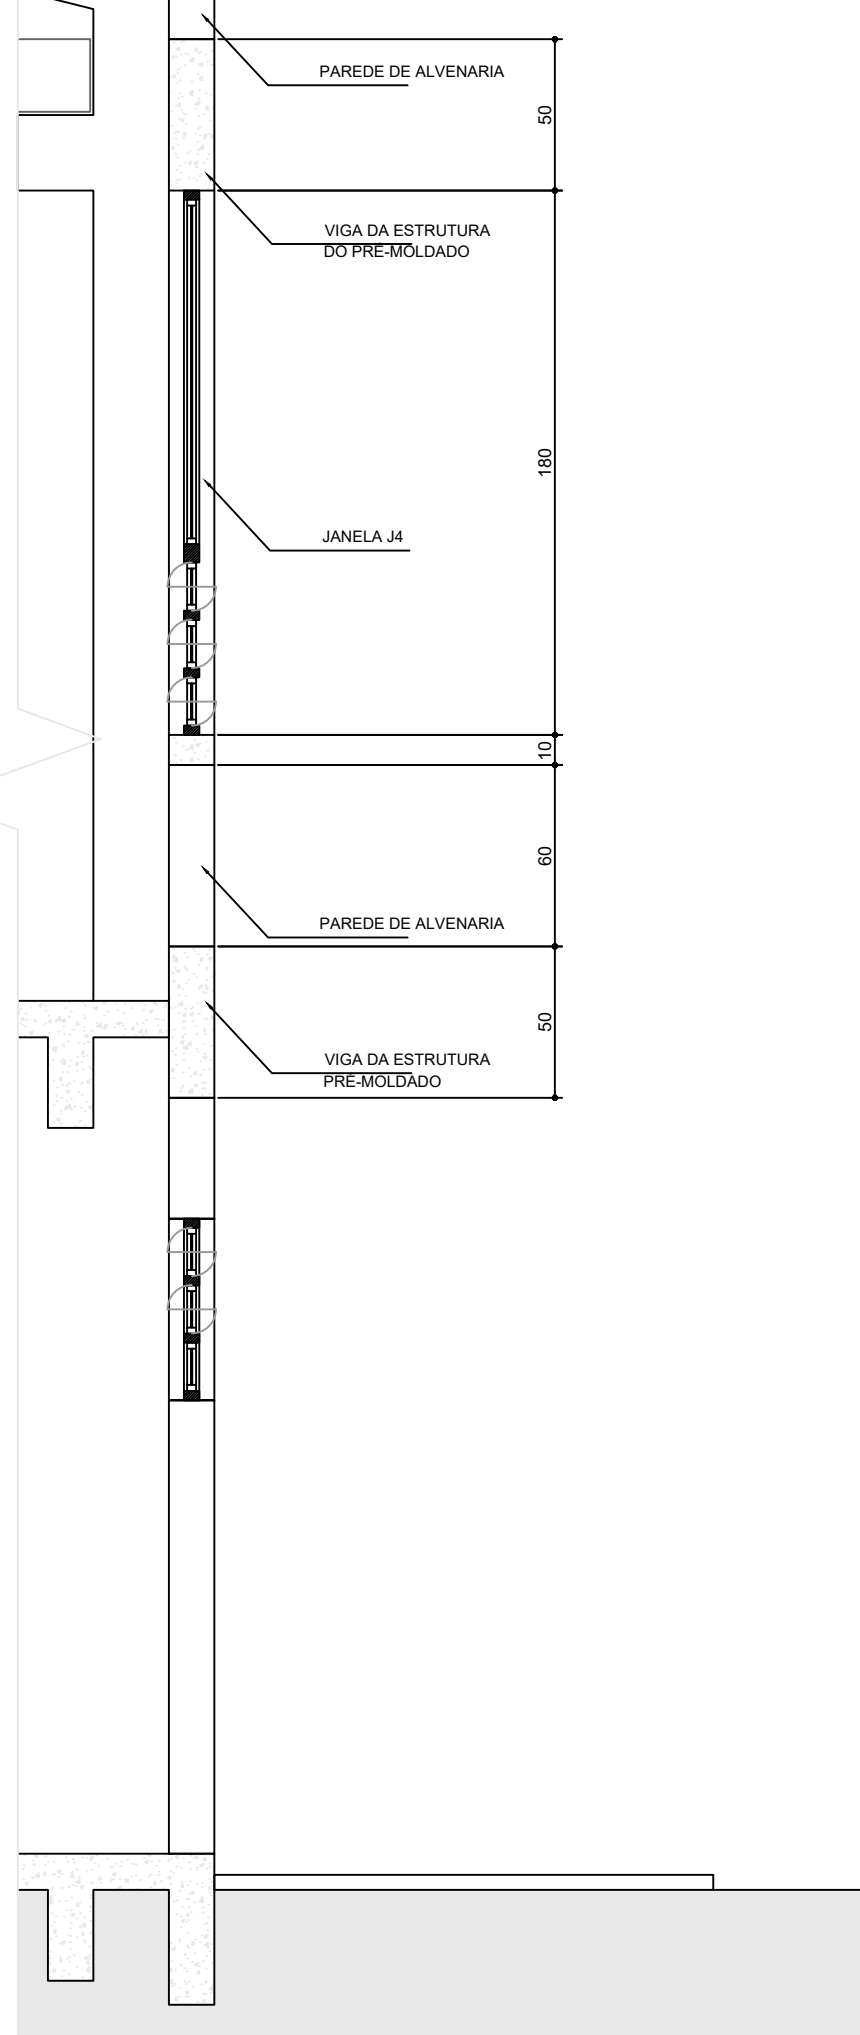 PAREDE DE ALVENARIA
50
VIGA DA ESTRUTURA
DO PRÉ-MOLDADO
180
JANELA J4
10
60
PAREDE DE ALVENARIA
50
VIGA DA ESTRUTURA
PRÉ-MOLDADO